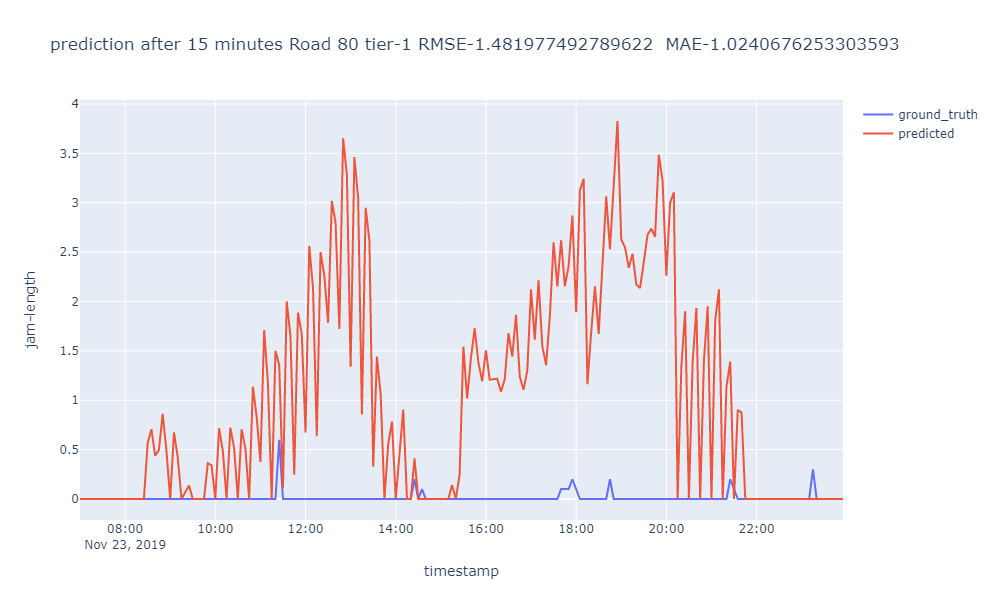 prediction after 15 minutes Road 80 tier-1 RMSE-1.481977492789622  MAE-1.0240676253303593
ground_truth
predicted
4
3.5
3
2.5
2
1.5
1
0.5
0
jam-length
08:00 10:00 12:00 14:00 16:00 18:00 20:00 22:00
Nov 23, 2019
timestamp